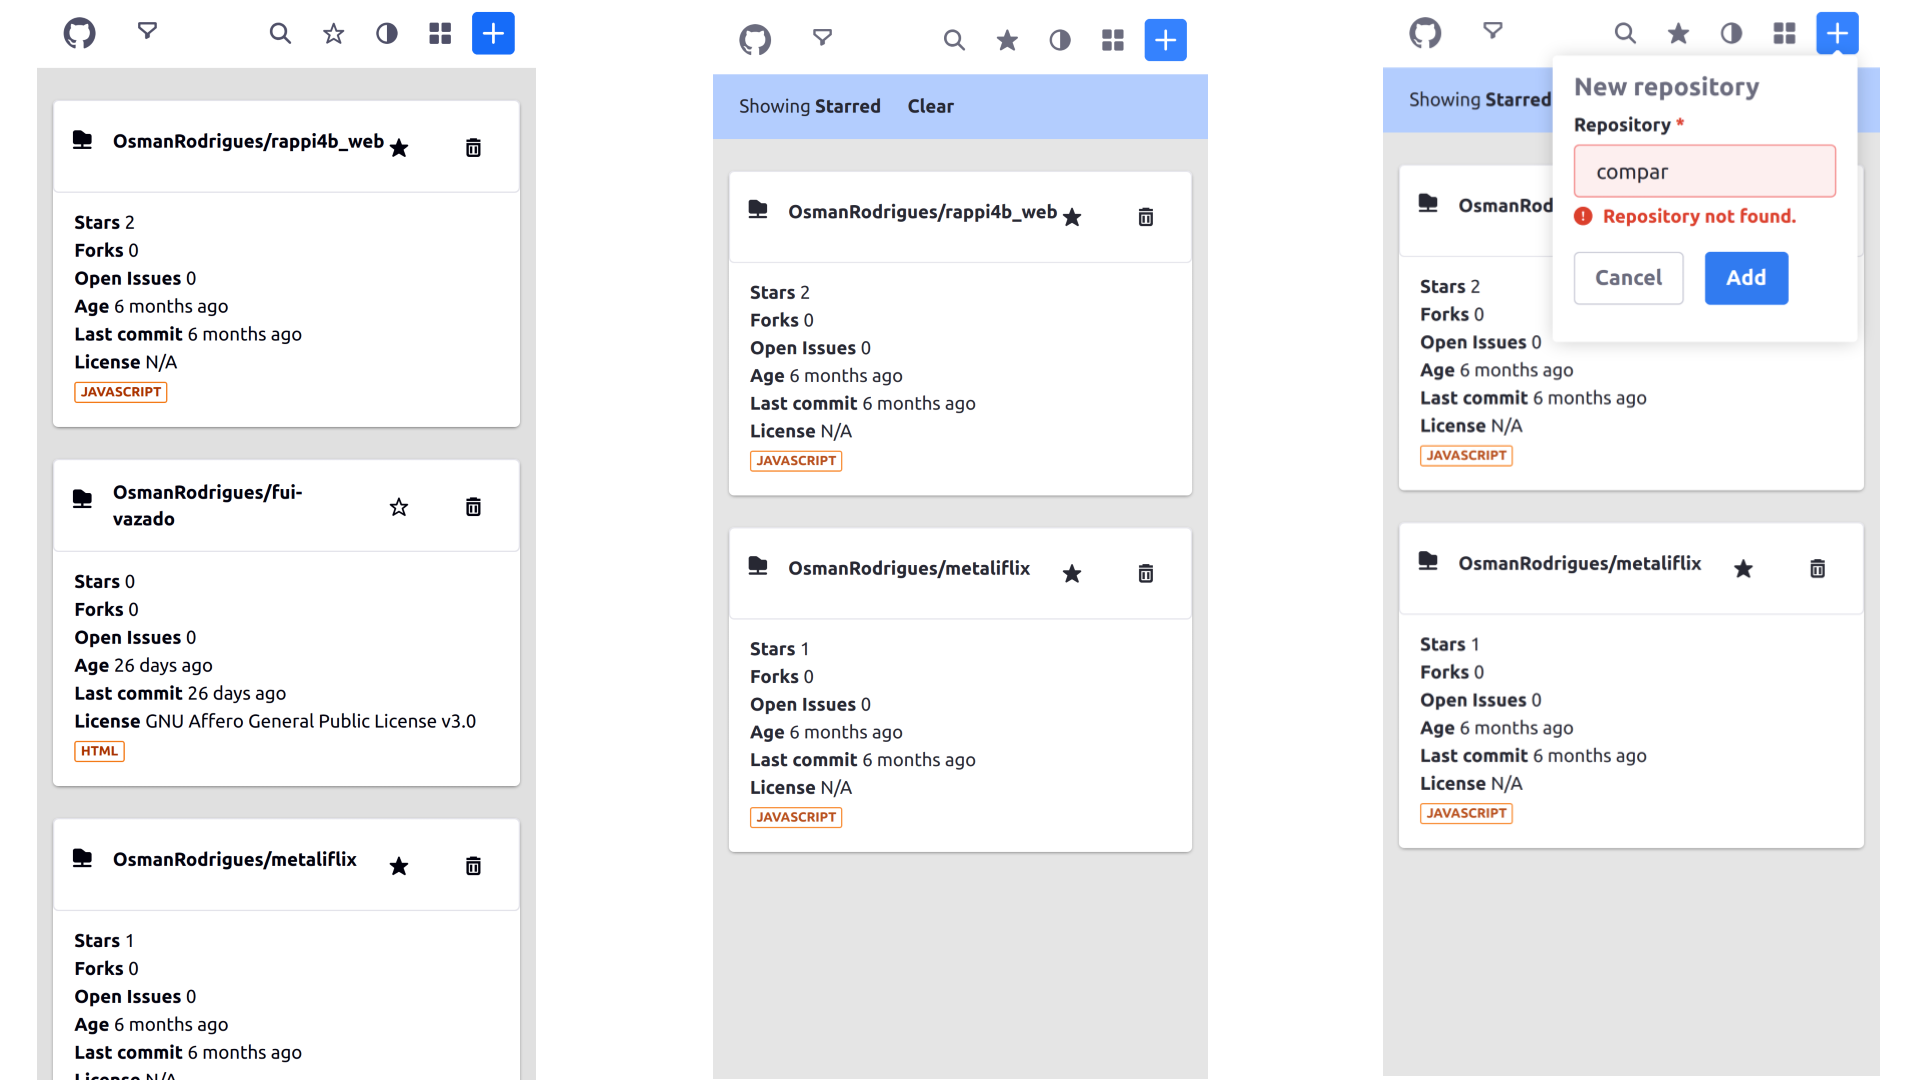 OsmanRodrigues/rappi4b_web
Stars 2
Forks 0
Open Issues 0
Age 6 months ago
Last commit 6 months ago
License N/A
JAVASCRIPT
OsmanRodrigues/fui-
vazado
Stars 0
Forks 0
Open Issues 0
Age 26 days ago
Last commit 26 days ago
License GNU Affero General Public License v3.0
HTML
OsmanRodrigues/metaliflix
Stars 1
Forks 0
Open Issues 0
Age 6 months ago
Last commit 6 months ago
License N/A
Showing Starred Clear
OsmanRodrigues/rappi4b_web
Stars 2
Forks 0
Open Issues 0
Age 6 months ago
Last commit 6 months ago
License N/A
JAVASCRIPT
OsmanRodrigues/metaliflix
Stars 1
Forks 0
Open Issues 0
Age 6 months ago
Last commit 6 months ago
License N/A
JAVASCRIPT
Showing Starred
New repository
Repository *
compar
Repository not found.
Cancel
Add
OsmanRod
Stars 2
Forks 0
Open Issues 0
Age 6 months ago
Last commit 6 months ago
License N/A
JAVASCRIPT
OsmanRodrigues/metaliflix
Stars 1
Forks 0
Open Issues 0
Age 6 months ago
Last commit 6 months ago
License N/A
JAVASCRIPT